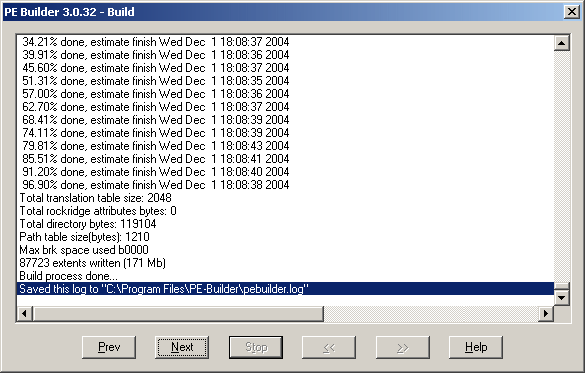 PE Builder 3.0.32 - Build
34.21% done, estimate finish Wed Dec  1 18:08:37 2004
39.91% done, estimate finish Wed Dec  1 18:08:36 2004
45.60% done, estimate finish Wed Dec  1 18:08:37 2004
51.31% done, estimate finish Wed Dec  1 18:08:35 2004
57.00% done, estimate finish Wed Dec  1 18:08:36 2004
62.70% done, estimate finish Wed Dec  1 18:08:37 2004
68.41% done, estimate finish Wed Dec  1 18:08:39 2004
74.11% done, estimate finish Wed Dec  1 18:08:39 2004
79.81% done, estimate finish Wed Dec  1 18:08:43 2004
85.51% done, estimate finish Wed Dec  1 18:08:41 2004
91.20% done, estimate finish Wed Dec  1 18:08:40 2004
96.90% done, estimate finish Wed Dec  1 18:08:38 2004
Total translation table size: 2048
Total rockridge attributes bytes: 0
Total directory bytes: 119104
Path table size(bytes): 1210
Max brk space used b0000
87723 extents written (171 Mb)
Build process done...
Saved this log to "C:\Program Files\PE-Builder\pebuilder.log"
Prev Next Stop << >> Help